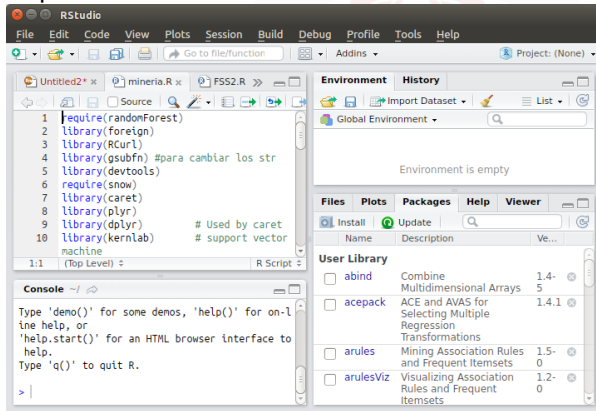 RStudio
File Edit Code View Plots Session Build Debug Profile Tools Help
Go to file/function Addins Project: (None)
Untitled2* mineria.R FSS2.R
Source
1 require(randomForest)
2 library(foreign)
3 library(RCurl)
4 library(gsubfn) #para cambiar los str
5 library(devtools)
6 require(snow)
7 library(caret)
8 library(plyr)
9 library(dplyr) # Used by caret
10 library(kernlab) # support vector
machine
1:1 (Top Level) R Script
Console ~/
Type 'demo()' for some demos, 'help()' for on-l
ine help, or
'help.start()' for an HTML browser interface to
help.
Type 'q()' to quit R.
>
Environment History
Import Dataset List
Global Environment
Environment is empty
Files Plots Packages Help Viewer
Install Update
Name Description Ve...
User Library
abind Combine 1.4-
Multidimensional Arrays 5
acepack ACE and AVAS for 1.4.1
Selecting Multiple
Regression
Transformations
arules Mining Association Rules 1.5-
and Frequent Itemsets 0
arulesViz Visualizing Association 1.2-
Rules and Frequent 0
Itemsets